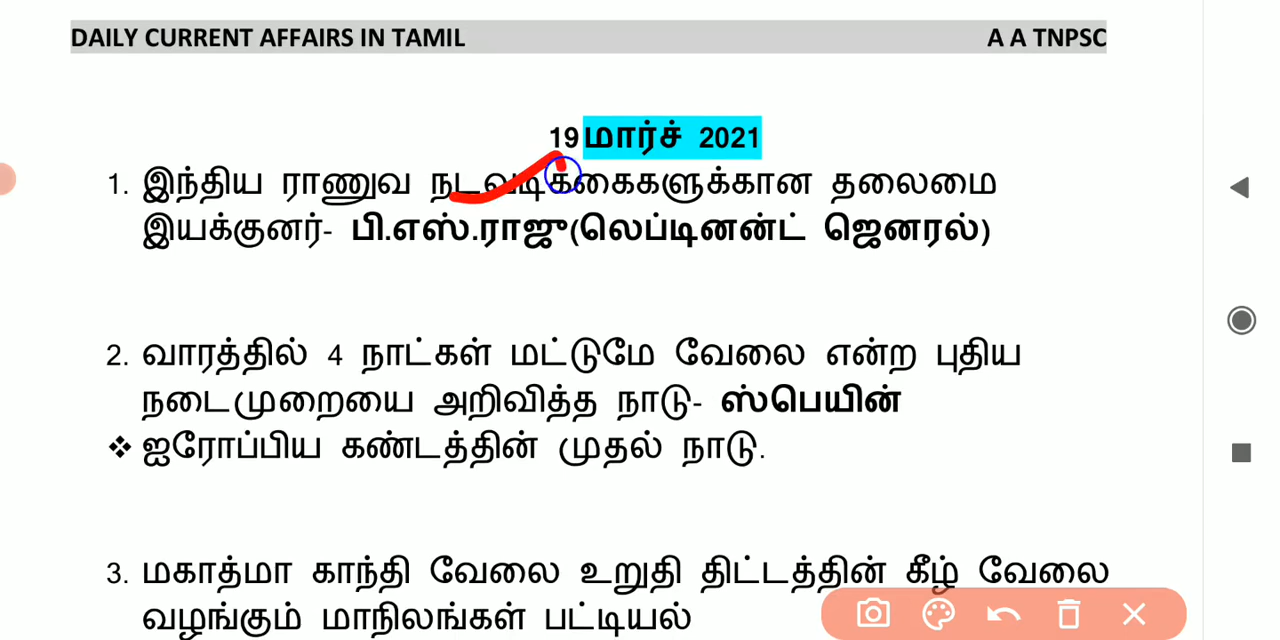 DAILY CURRENT AFFAIRS IN TAMIL A A TNPSC
19 மார்ச் 2021
1. இந்திய ராணுவ நடவடிக்கைகளுக்கான தலைமை
இயக்குனர்- பி.எஸ்.ராஜு(லெப்டினன்ட் ஜெனரல்)
2. வாரத்தில் 4 நாட்கள் மட்டுமே வேலை என்ற புதிய
நடைமுறையை அறிவித்த நாடு- ஸ்பெயின்
❖ ஐரோப்பிய கண்டத்தின் முதல் நாடு.
3. மகாத்மா காந்தி வேலை உறுதி திட்டத்தின் கீழ் வேலை
வழங்கும் மாநிலங்கள் பட்டியல்